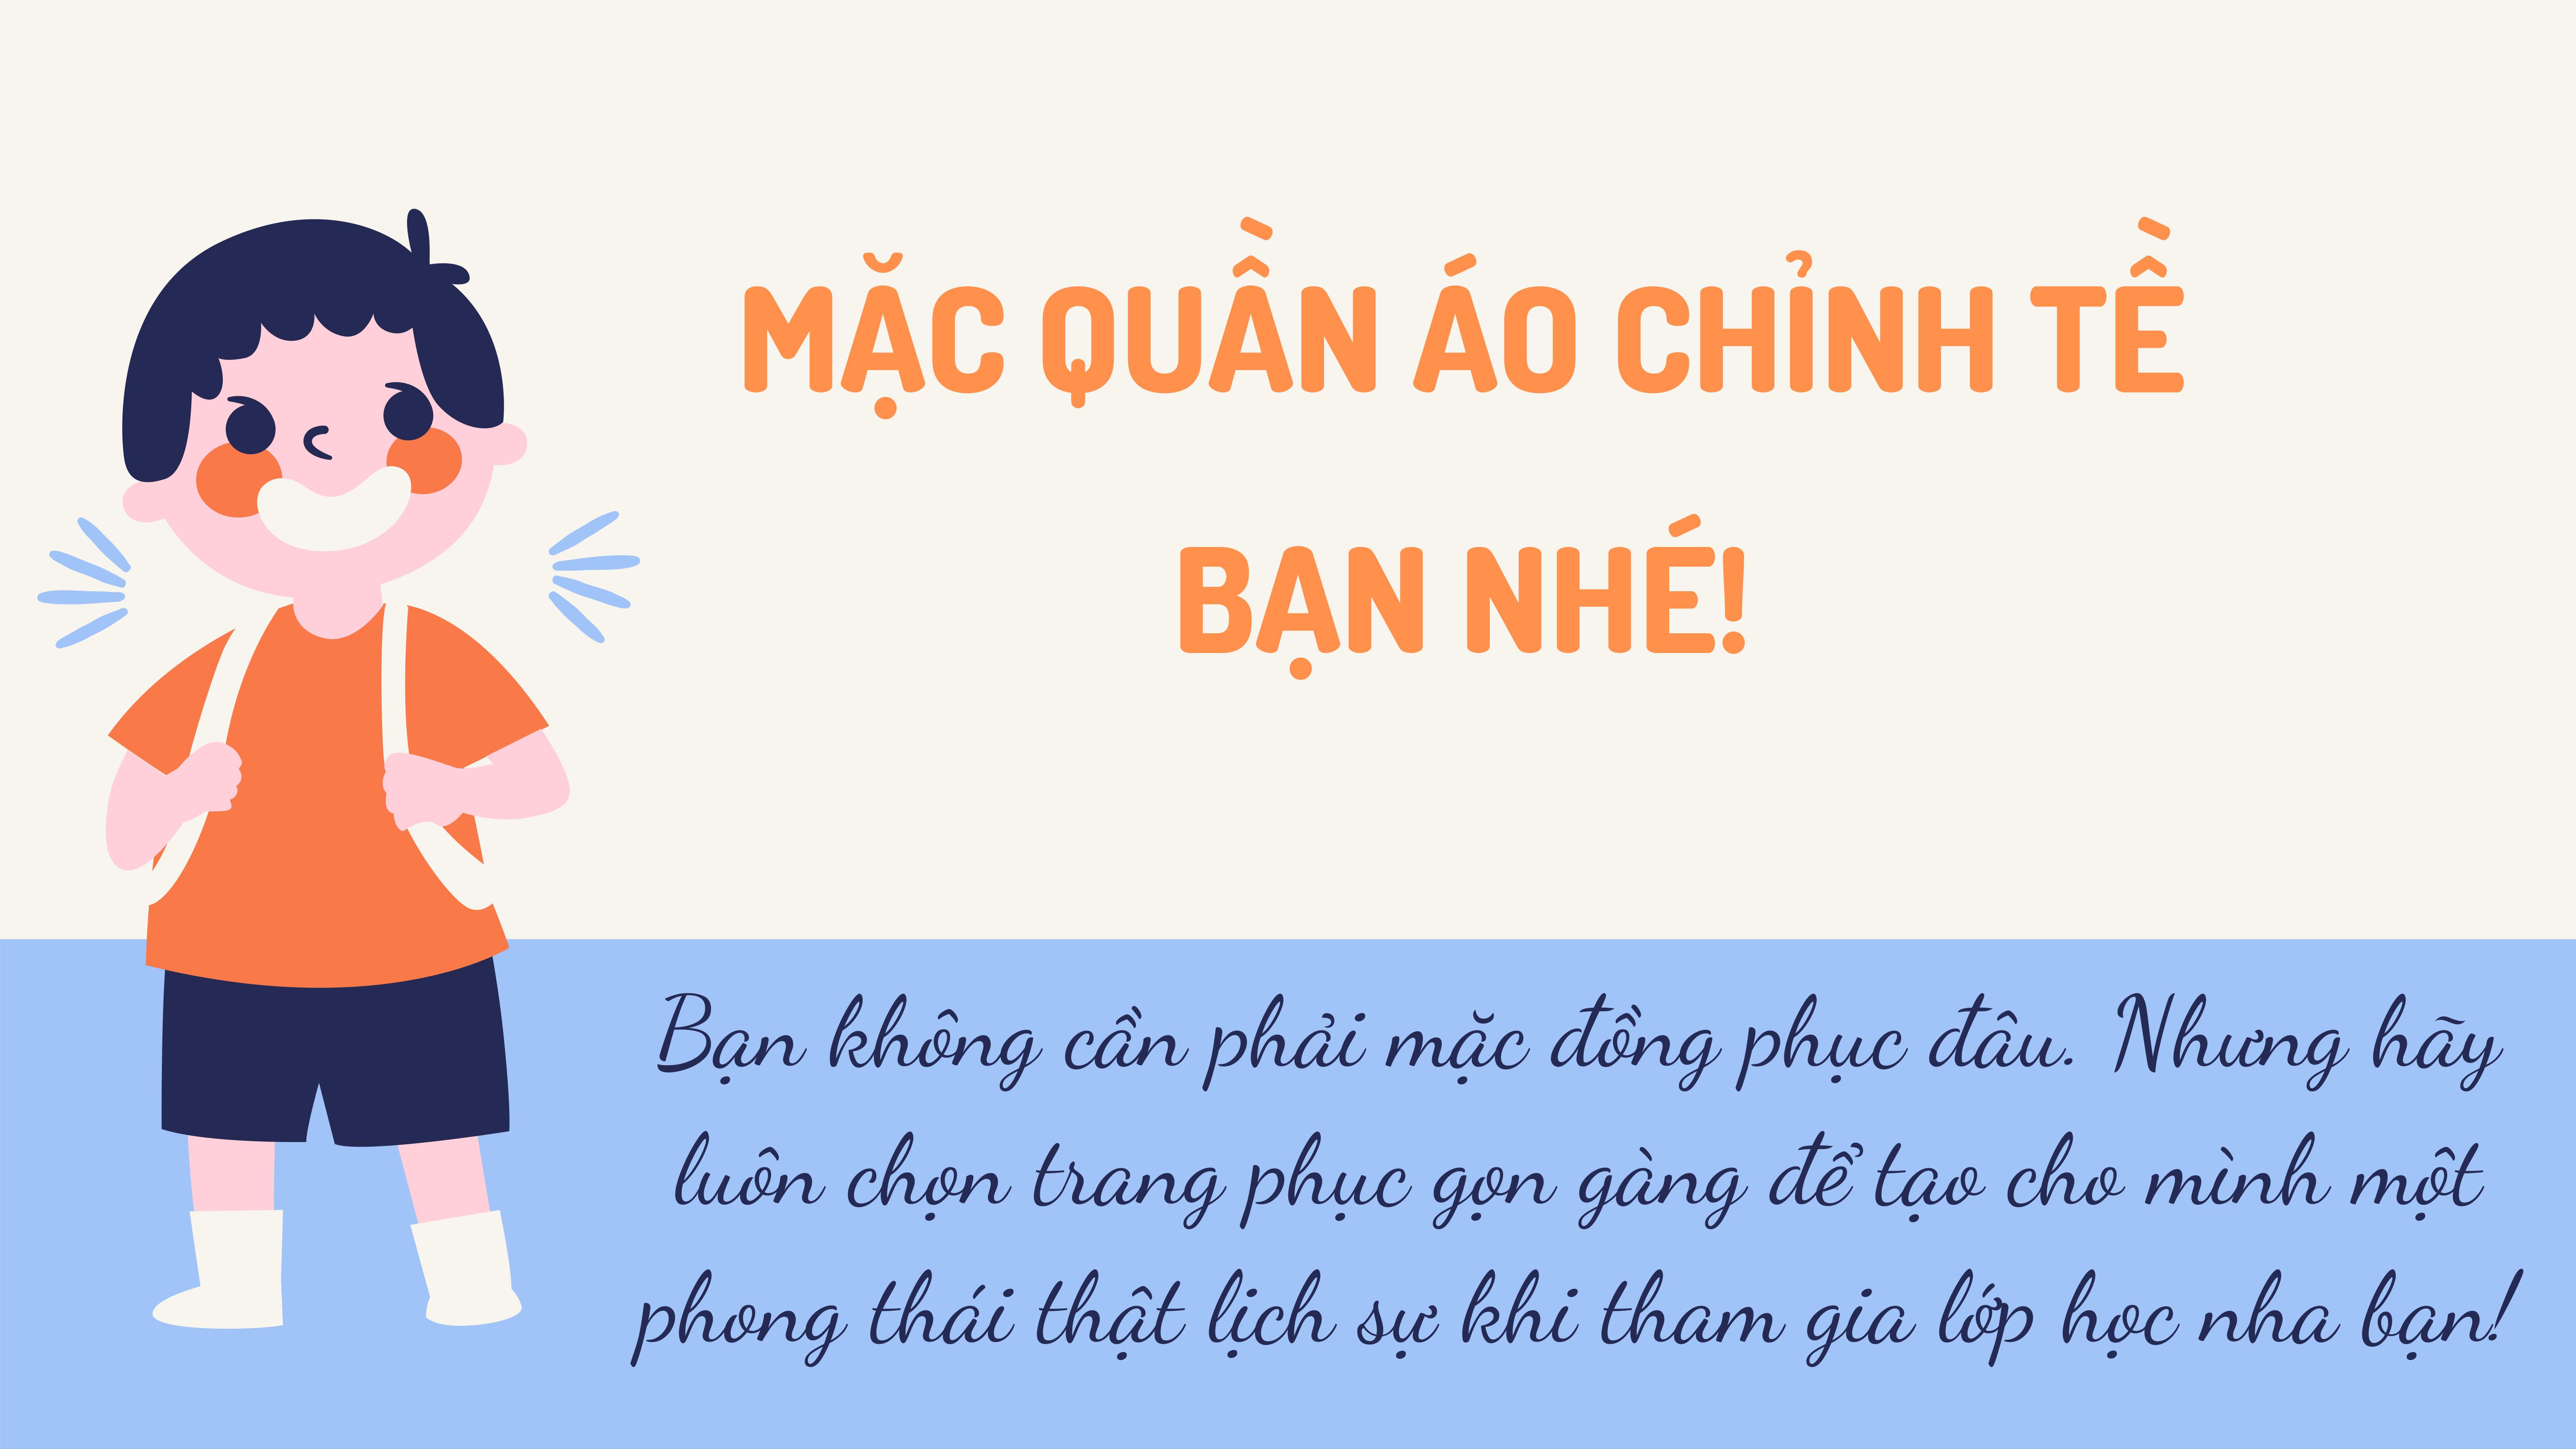 MẶC QUẦN ÁO CHỈNH TỀ
BẠN NHÉ!
Bạn không cần phải mặc đồng phục đâu. Nhưng hãy
luôn chọn trang phục gọn gàng để tạo cho mình một
phong thái thật lịch sự khi tham gia lớp học nha bạn!